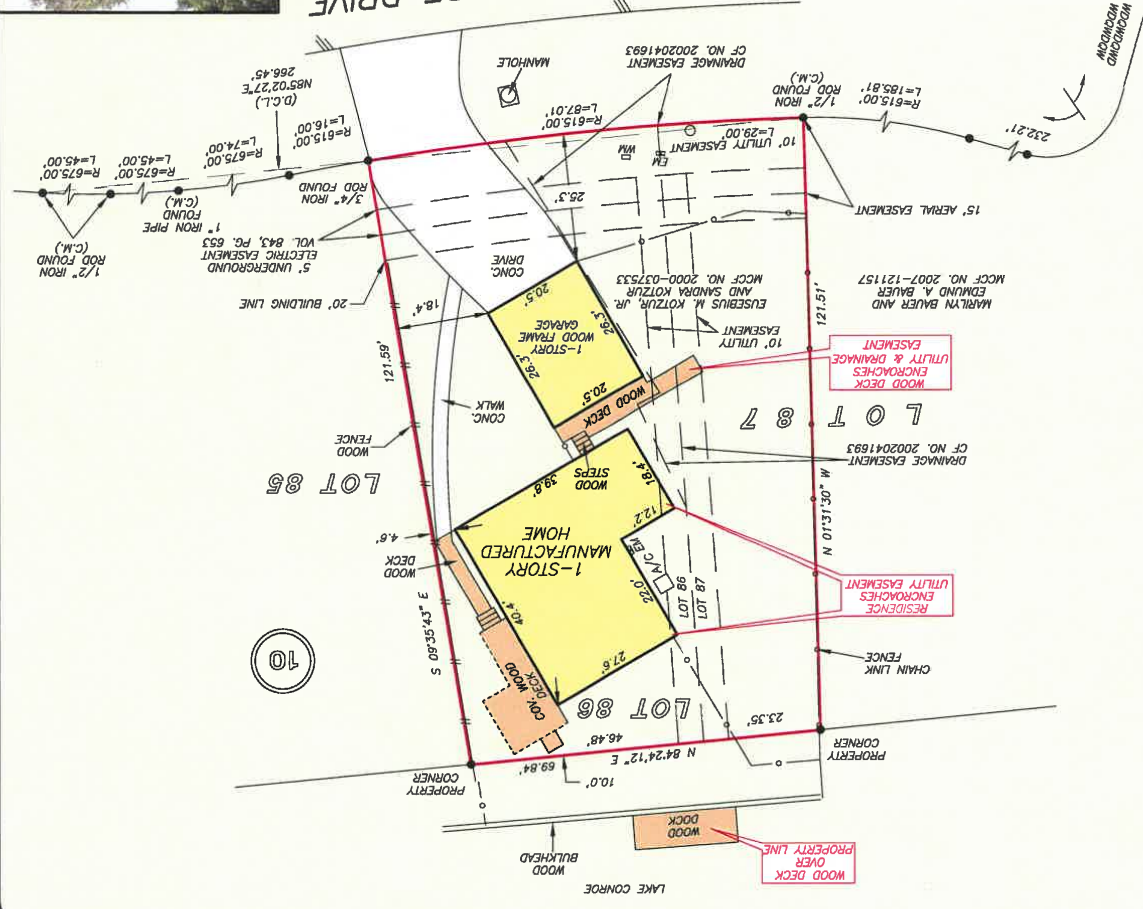 LAKE CONROE
WOOD DECK
OVER
PROPERTY LINE
WOOD
DOCK
WOOD
BULKHEAD
PROPERTY
CORNER
10.0'
PROPERTY
CORNER
N 84°24'12" E
69.84'
23.35'
46.48'
LOT 86
COV. WOOD
DECK
CHAIN LINK
FENCE
27.6'
40.4'
S 09°35'43" E
10
RESIDENCE
ENCROACHES
UTILITY EASEMENT
LOT 87
LOT 86
22.0'
A/C
EM
1-STORY
MANUFACTURED
HOME
WOOD
DECK
4.6'
N 01°31'30" W
12.2'
18.4'
39.8'
WOOD
STEPS
DRAINAGE EASEMENT
CF NO. 2002041693
LOT 87
LOT 85
WOOD
FENCE
WOOD DECK
ENCROACHES
UTILITY & DRAINAGE
EASEMENT
WOOD DECK
20.5'
CONC.
WALK
10' UTILITY
EASEMENT
26.3'
1-STORY
WOOD FRAME
GARAGE
26.3'
20.5'
121.59'
18.4'
MARILYN BAUER AND
EDMUND A. BAUER
MCCF NO. 2007-121157
121.51'
EUSEBIUS M. KOTZUR, JR.
AND SANDRA KOTZUR
MCCF NO. 2000-037533
CONC.
DRIVE
20' BUILDING LINE
5' UNDERGROUND
ELECTRIC EASEMENT
VOL. 843, PG. 653
15' AERIAL EASEMENT
25.3'
3/4" IRON
ROD FOUND
1/2" IRON
ROD FOUND
(C.M.)
1" IRON PIPE
FOUND
(C.M.)
EM
WM
10' UTILITY EASEMENT
L=29.00'
R=615.00'
L=87.01'
232.21'
R=615.00'
L=185.81'
1/2" IRON
ROD FOUND
(C.M.)
R=615.00'
L=16.00'
R=675.00'
L=74.00'
R=675.00'
L=45.00'
R=675.00'
L=45.00'
(D.C.L.)
N85°02'27"E
266.45'
MANHOLE
DRAINAGE EASEMENT
CF NO. 2002041693
DRIVE